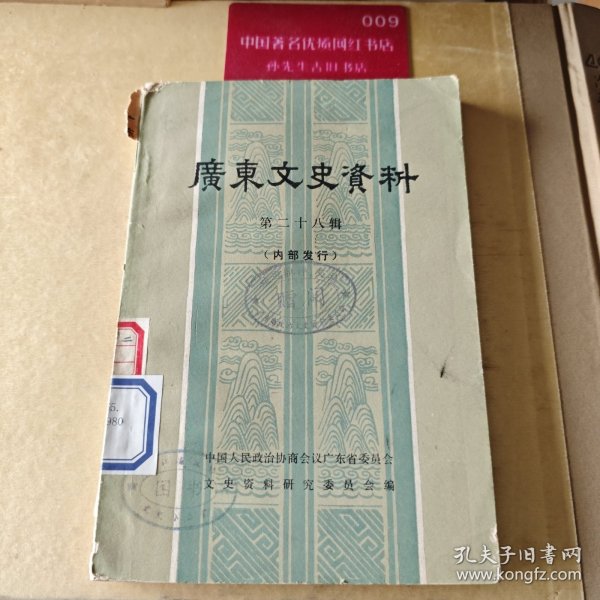 009
中国著名优质网红书店
孙先生古旧书店
廣東文史資料
第二十八辑
（内部发行）
5.
980
中国人民政治协商会议广东省委员会
文史资料研究委员会编
孔夫子旧书网
www.kongfz.com